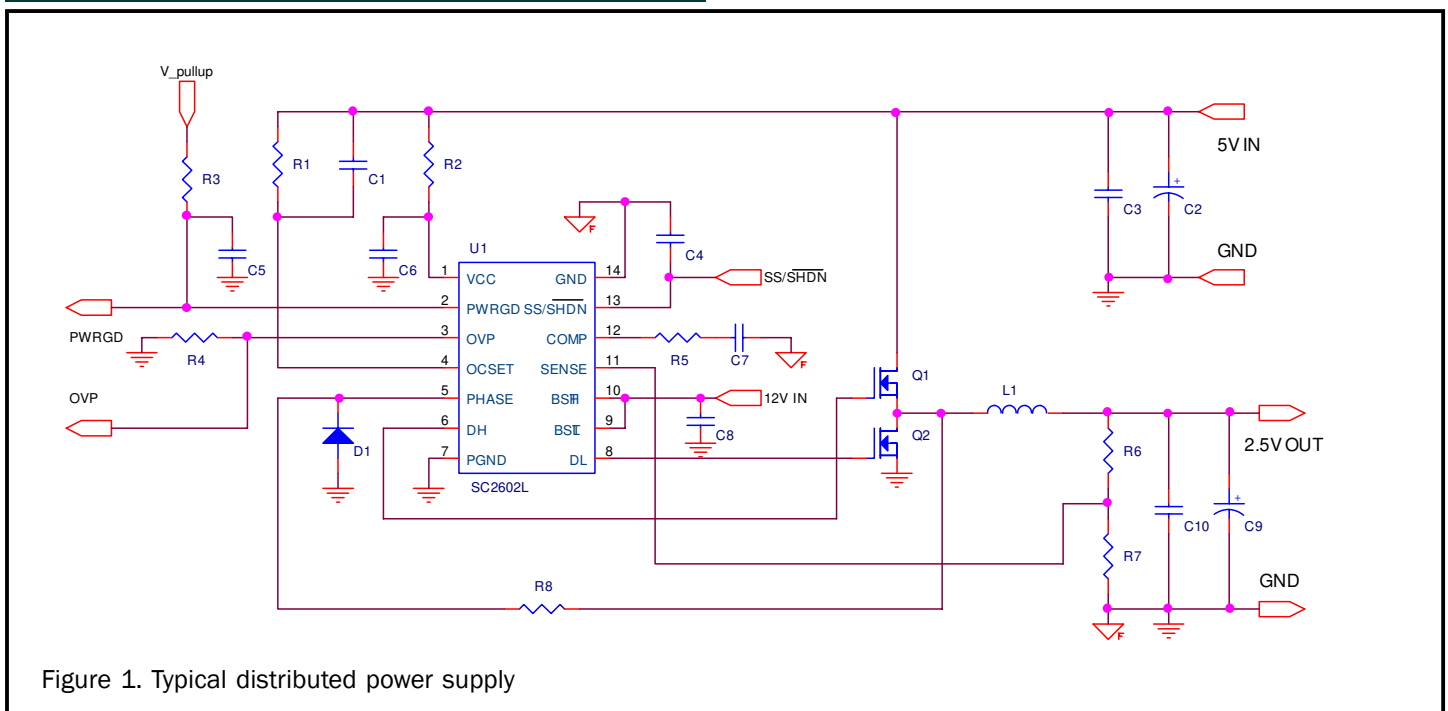 V_pullup
5V IN
R3
R1
C1
R2
C3
C2
F
C4
GND
C5
C6
U1
SS/SHDN
1
VCC
GND
14
2
PWRGD
SS/SHDN
13
PWRGD
R4
3
OVP
COMP
12
R5
C7
F
4
OCSET
SENSE
11
OVP
5
PHASE
BSTH
10
12V IN
C8
6
DH
BSTL
9
D1
7
PGND
DL
8
SC2602L
Q1
Q2
L1
2.5V OUT
R6
C10
C9
R7
R8
GND
F
Figure 1. Typical distributed power supply